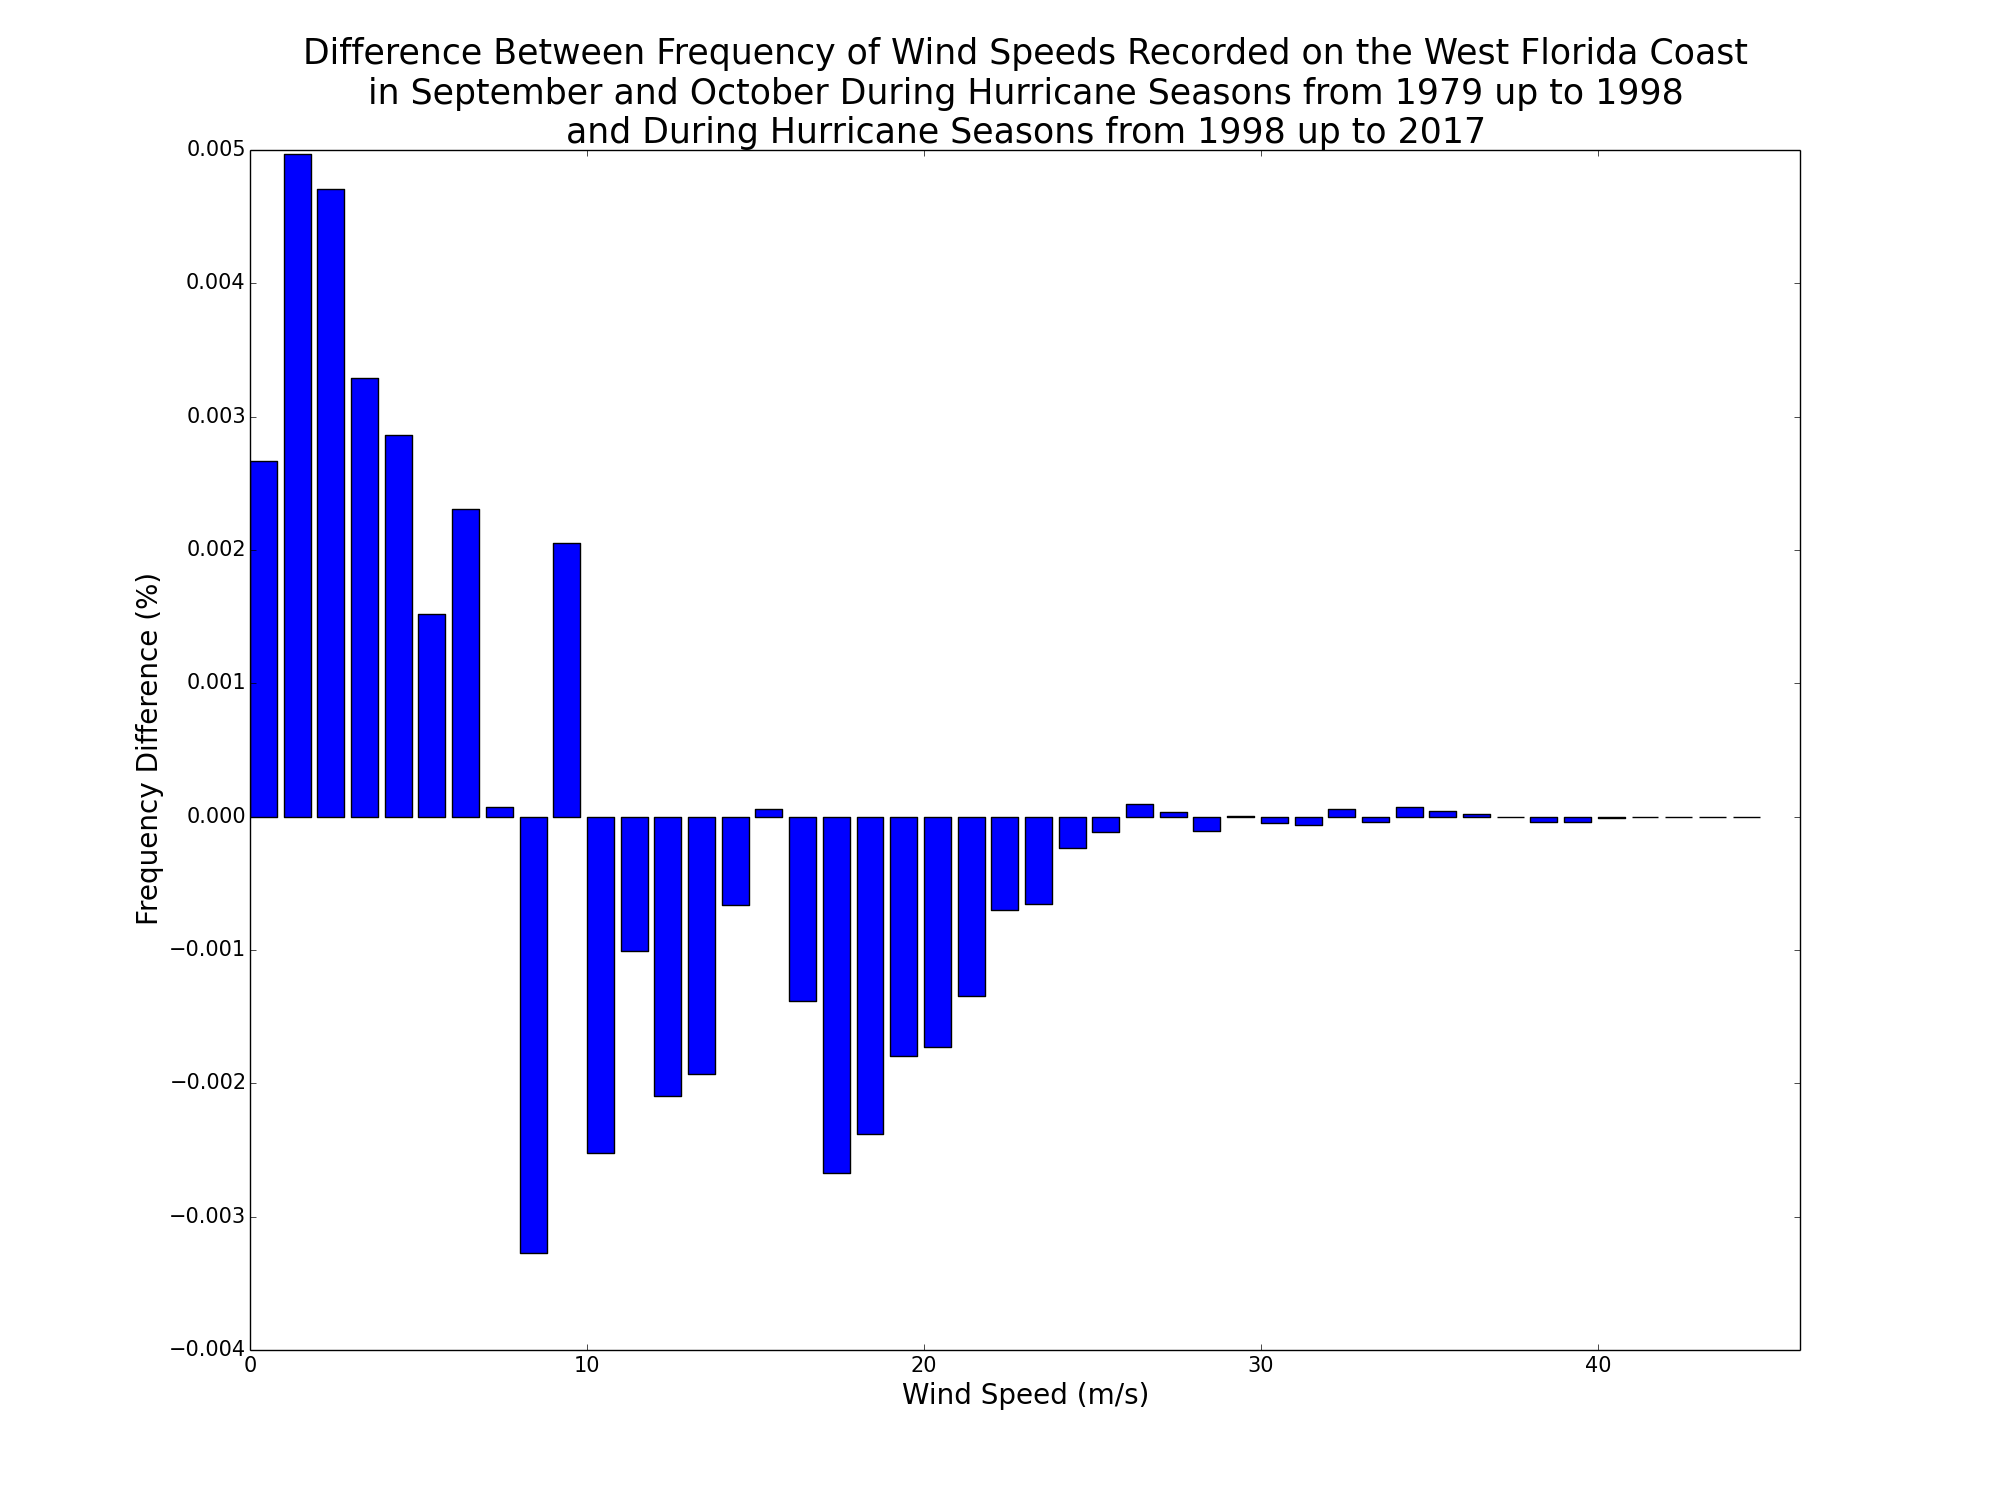 Difference Between Frequency of Wind Speeds Recorded on the West Florida Coast
in September and October During Hurricane Seasons from 1979 up to 1998
and During Hurricane Seasons from 1998 up to 2017
0.005
0.004
0.003
0.002
0.001
0.000
−0.001
−0.002
−0.003
−0.004
Frequency Difference (%)
0 10 20 30 40
Wind Speed (m/s)